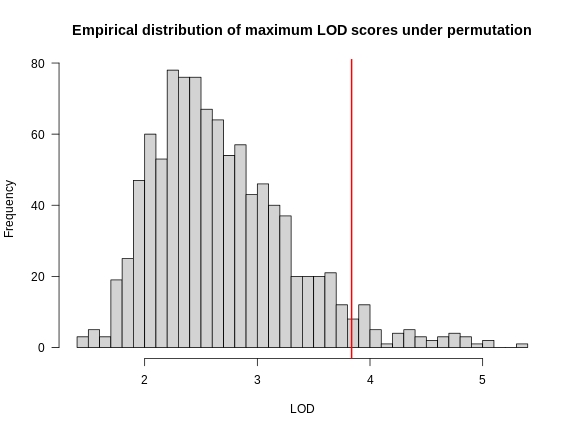 Empirical distribution of maximum LOD scores under permutation
Frequency
80
60
40
20
0
2 3 4 5
LOD